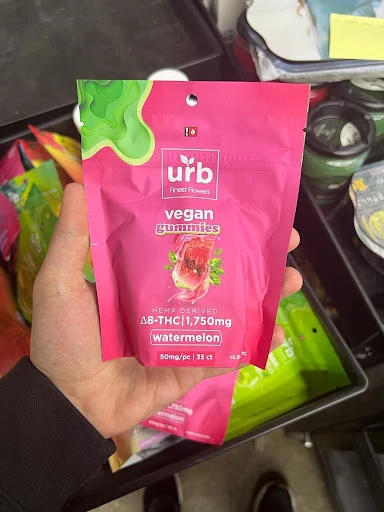 urb
Finest Flowers
vegan
gummies
HEMP DERIVED
Δ8-THC|1,750mg
watermelon
50mg/pc | 35 ct